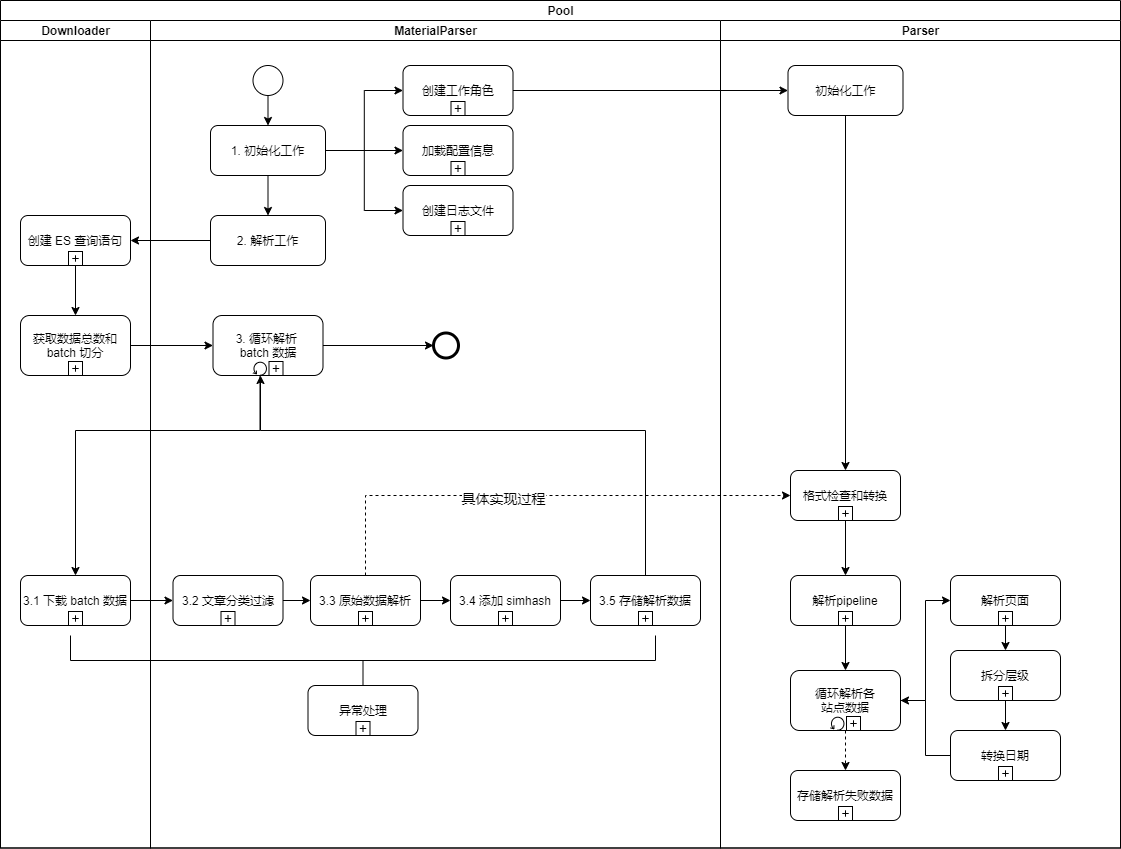 Pool
Downloader
MaterialParser
Parser
创建工作角色
初始化工作
1. 初始化工作
加载配置信息
创建日志文件
创建 ES 查询语句
2. 解析工作
获取数据总数和
batch 切分
3. 循环解析
batch 数据
具体实现过程
格式检查和转换
3.1 下载 batch 数据
3.2 文章分类过滤
3.3 原始数据解析
3.4 添加 simhash
3.5 存储解析数据
解析pipeline
解析页面
拆分层级
循环解析各
站点数据
异常处理
转换日期
存储解析失败数据